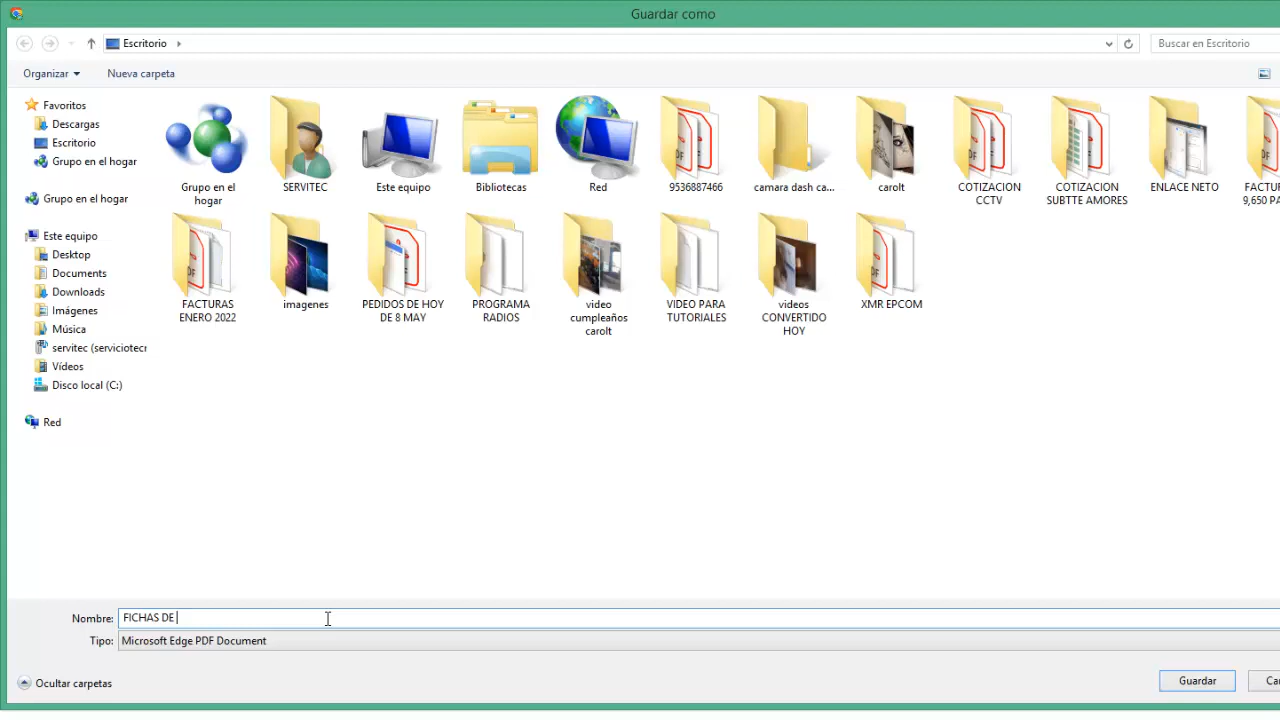 Guardar como
Escritorio
Buscar en Escritorio
Organizar
Nueva carpeta
Favoritos
Descargas
Escritorio
Grupo en el hogar
Grupo en el hogar
Este equipo
Desktop
Documents
Downloads
Imágenes
Música
servitec (serviciotecr
Vídeos
Disco local (C:)
Red
Grupo en el
hogar
SERVITEC
Este equipo
Bibliotecas
Red
9536887466
camara dash ca...
carolt
COTIZACION
CCTV
COTIZACION
SUBTTE AMORES
ENLACE NETO
FACTUR
9,650 PA
FACTURAS
ENERO 2022
imagenes
PEDIDOS DE HOY
DE 8 MAY
PROGRAMA
RADIOS
video
cumpleaños
carolt
VIDEO PARA
TUTORIALES
videos
CONVERTIDO
HOY
XMR EPCOM
Nombre: FICHAS DE
Tipo: Microsoft Edge PDF Document
Ocultar carpetas
Guardar
Ca